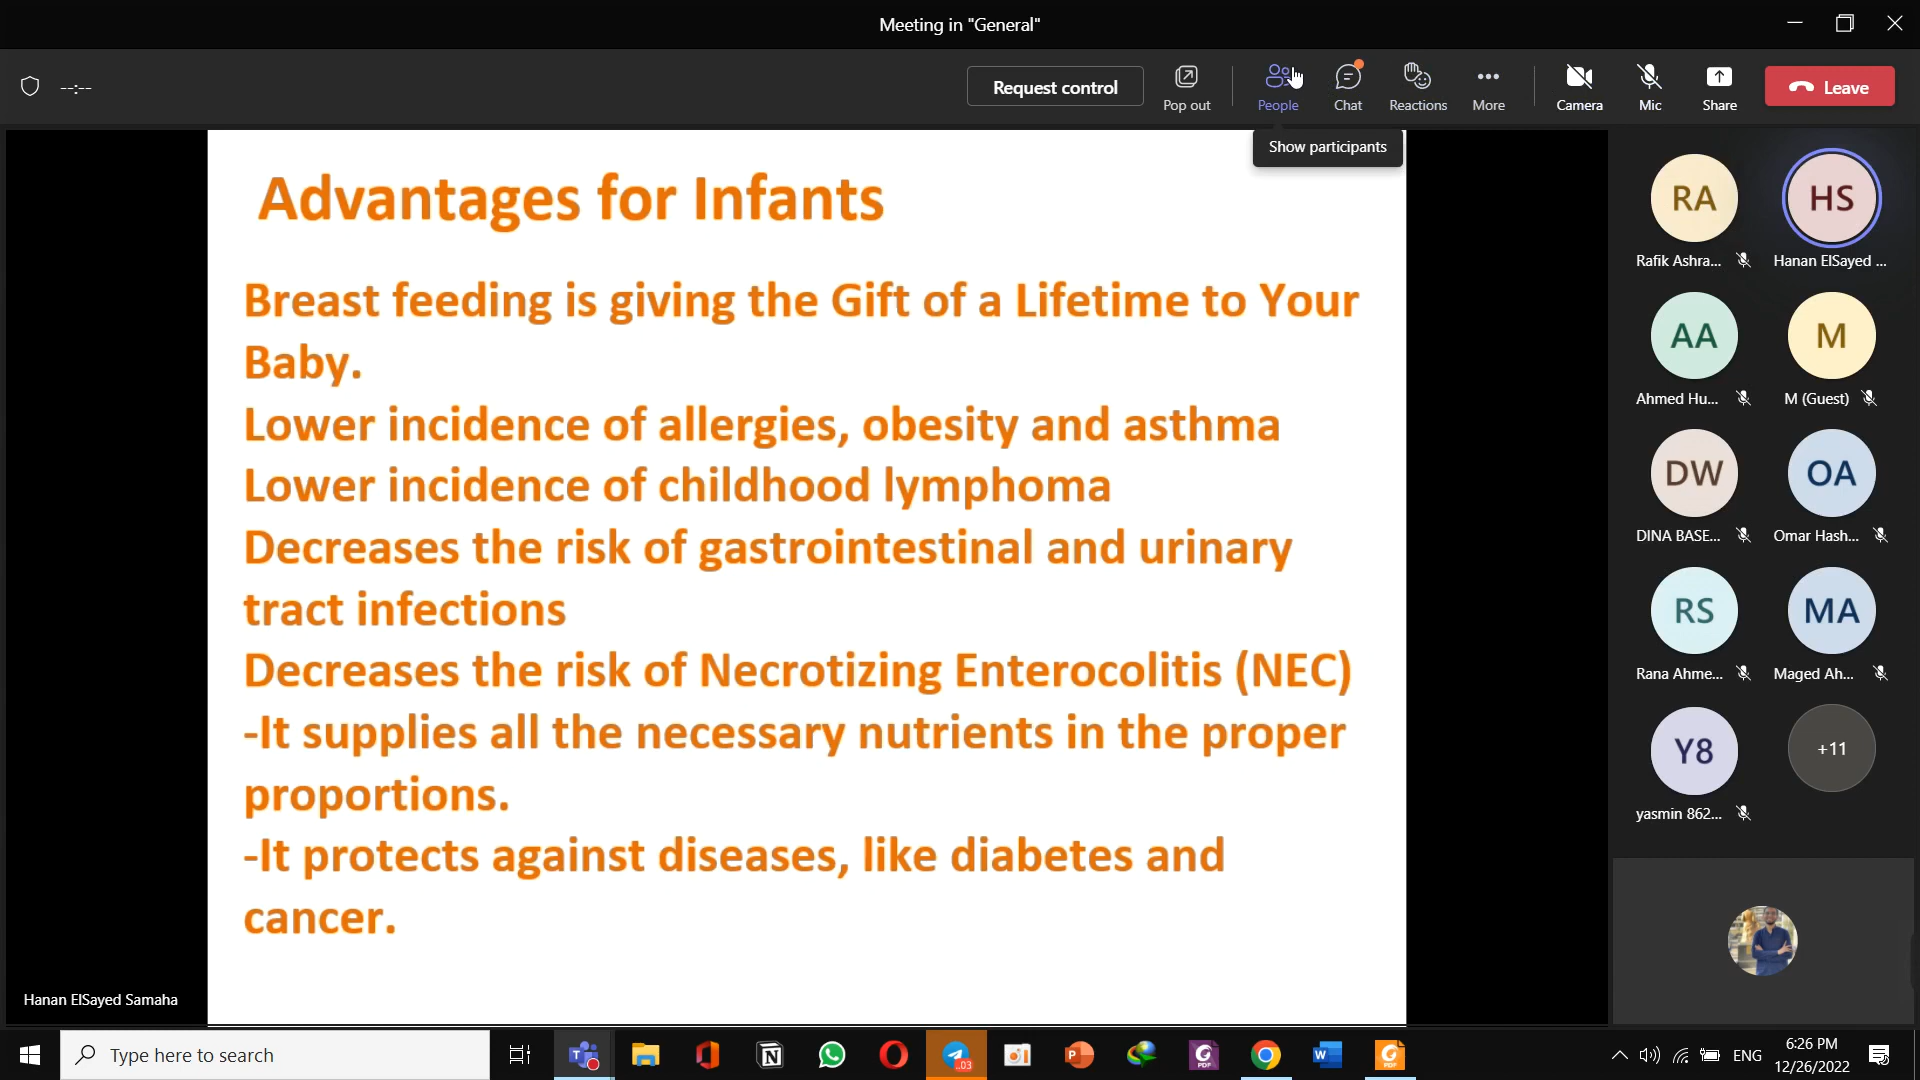 Meeting in "General"
--:--
Request control
Pop out
People
Chat
Reactions
More
Camera
Mic
Share
Leave
Show participants
Advantages for Infants
Breast feeding is giving the Gift of a Lifetime to Your
Baby.
Lower incidence of allergies, obesity and asthma
Lower incidence of childhood lymphoma
Decreases the risk of gastrointestinal and urinary
tract infections
Decreases the risk of Necrotizing Enterocolitis (NEC)
-It supplies all the necessary nutrients in the proper
proportions.
-It protects against diseases, like diabetes and
cancer.
Hanan ElSayed Samaha
RA
HS
Rafik Ashra...
Hanan ElSayed ...
AA
M
Ahmed Hu...
M (Guest)
DW
OA
DINA BASE...
Omar Hash...
RS
MA
Rana Ahme...
Maged Ah...
Y8
+11
yasmin 862...
Type here to search
..03
ENG
6:26 PM
12/26/2022